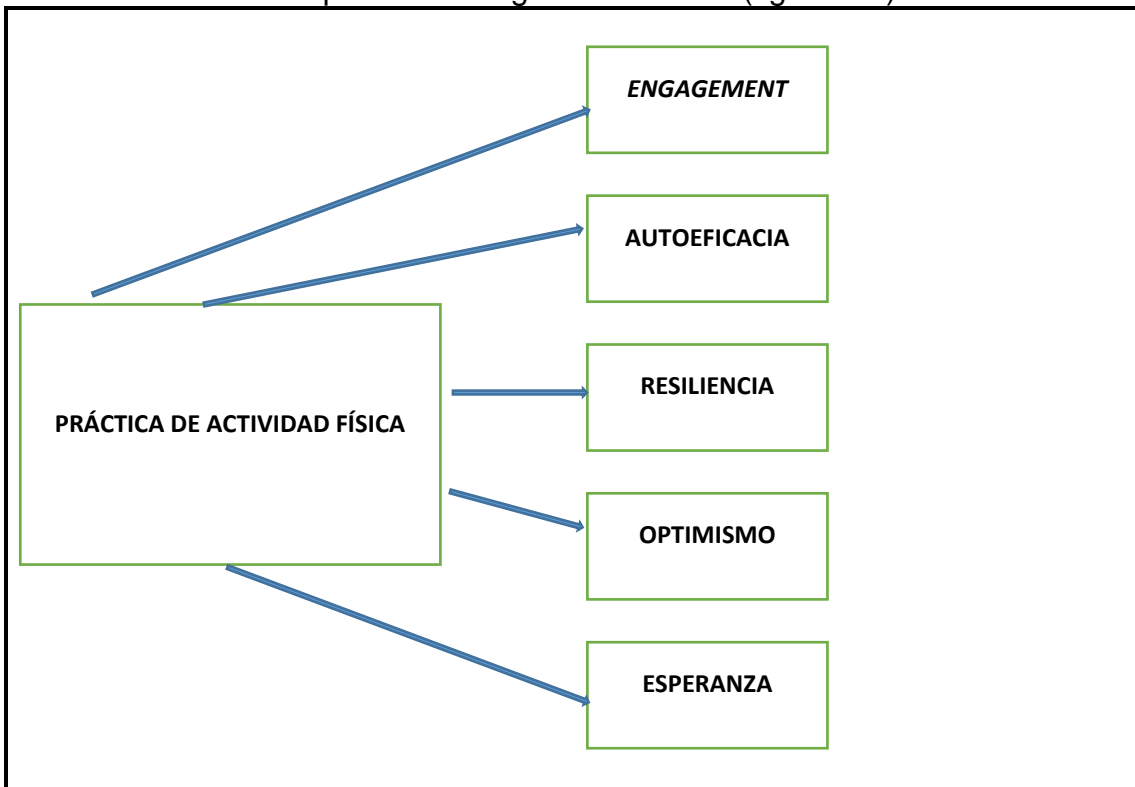 ENGAGEMENT
AUTOEFICACIA
RESILIENCIA
PRÁCTICA DE ACTIVIDAD FÍSICA
OPTIMISMO
ESPERANZA